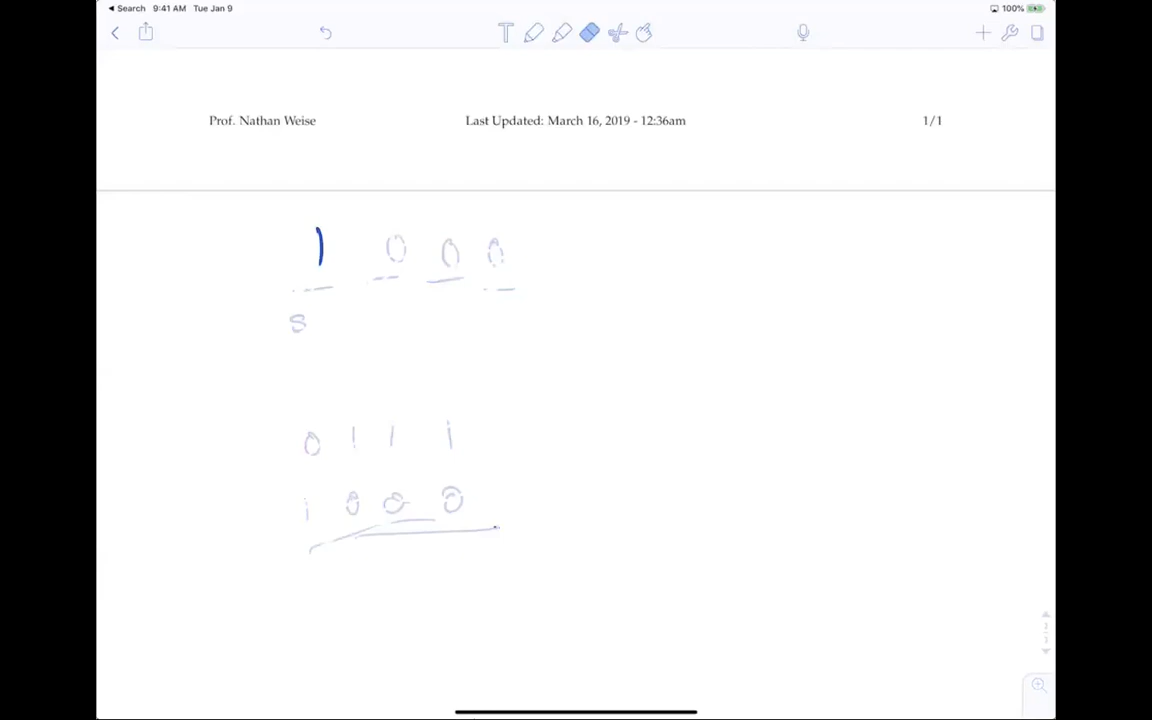 Search 9:41 AM Tue Jan 9 100%
T
Prof. Nathan Weise Last Updated: March 16, 2019 - 12:36am 1/1
1 0 0 0
S
0 1 1 1
1 0 0 0